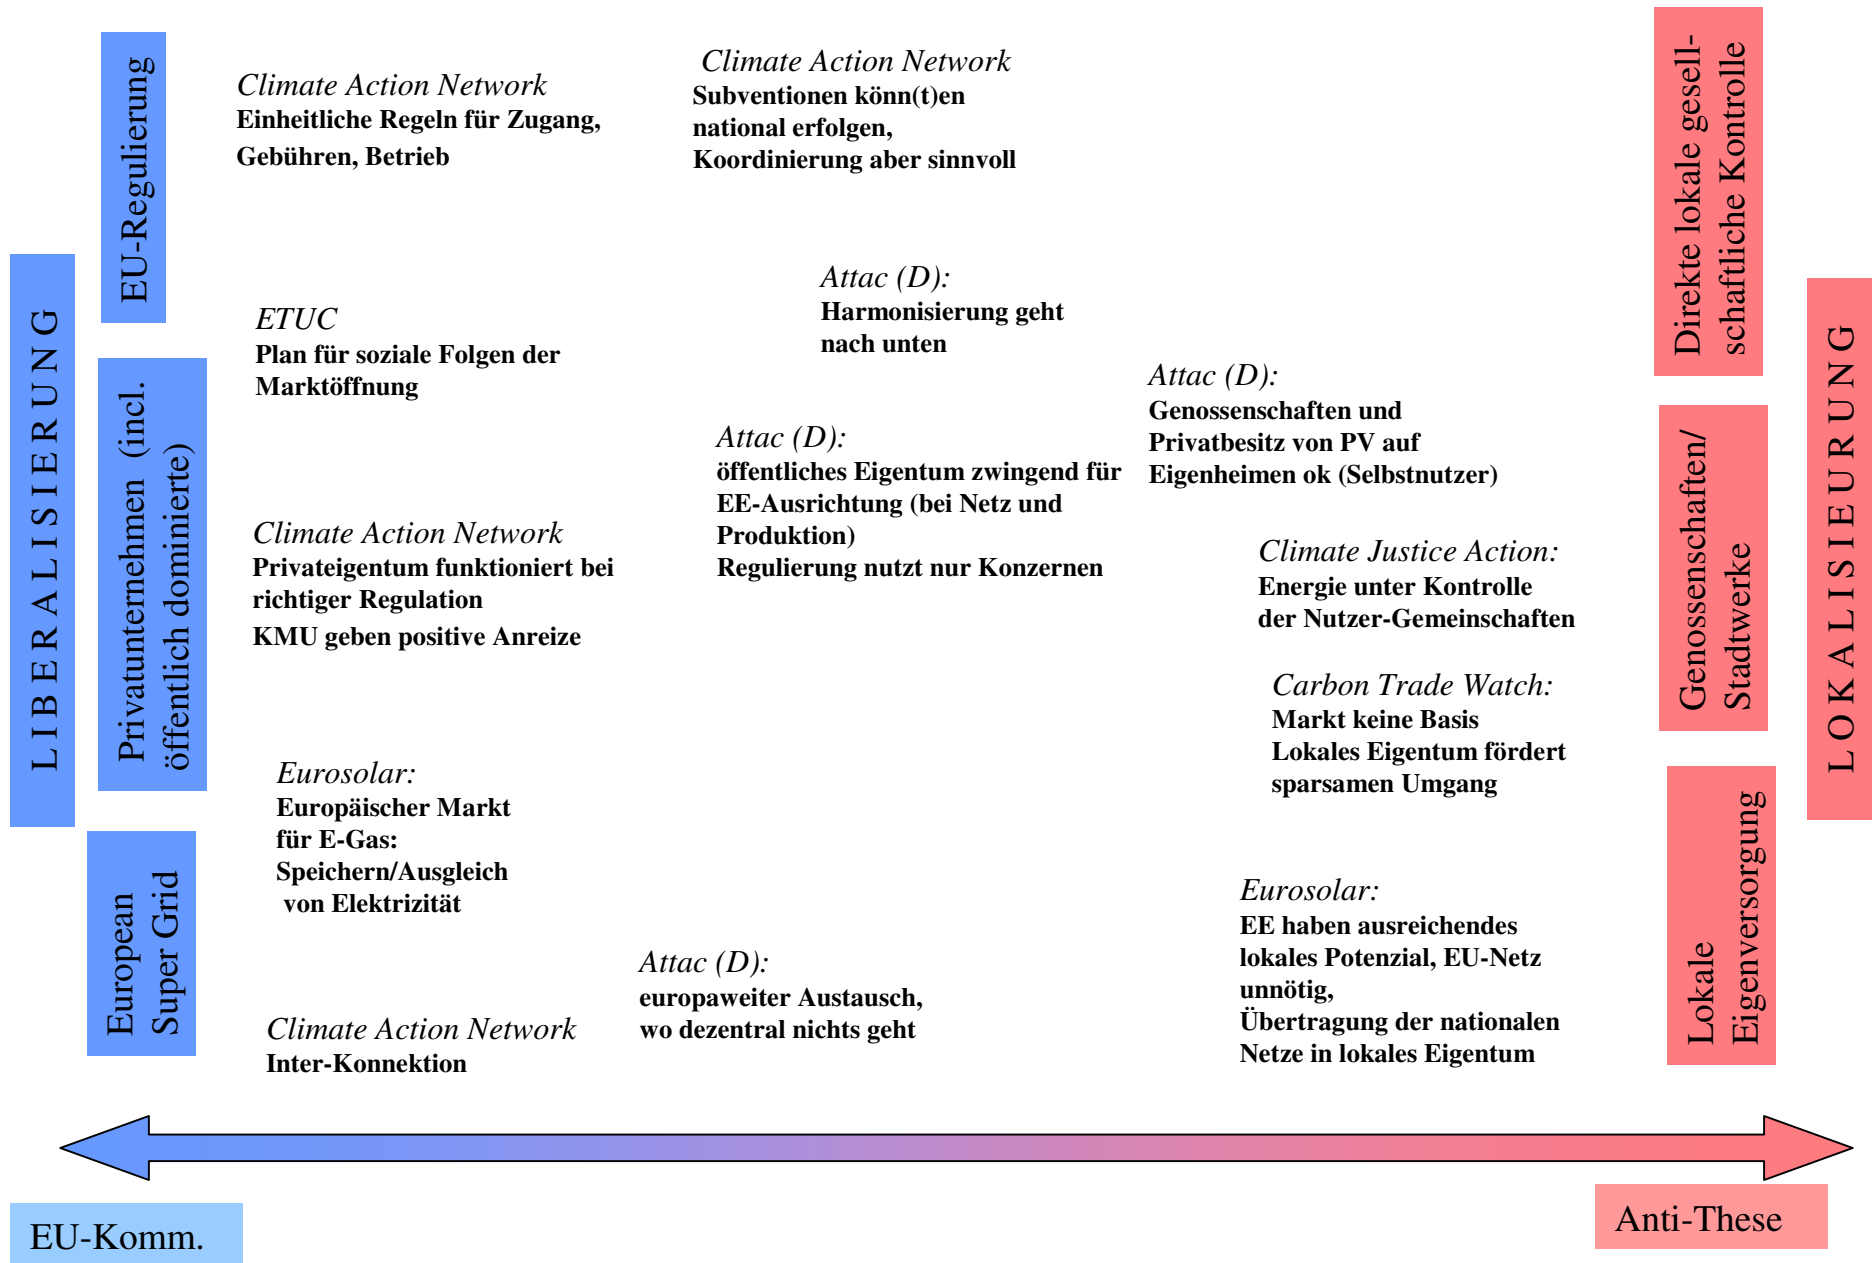 LIBERALISIERUNG
EU-Regulierung
Privatunternehmen (incl.
öffentlich dominierte)
European
Super Grid
Climate Action Network
Einheitliche Regeln für Zugang,
Gebühren, Betrieb
Climate Action Network
Subventionen könn(t)en
national erfolgen,
Koordinierung aber sinnvoll
ETUC
Plan für soziale Folgen der
Marktöffnung
Attac (D):
Harmonisierung geht
nach unten
Attac (D):
Genossenschaften und
Privatbesitz von PV auf
Eigenheimen ok (Selbstnutzer)
Attac (D):
öffentliches Eigentum zwingend für
EE-Ausrichtung (bei Netz und
Produktion)
Regulierung nutzt nur Konzernen
Climate Action Network
Privateigentum funktioniert bei
richtiger Regulation
KMU geben positive Anreize
Climate Justice Action:
Energie unter Kontrolle
der Nutzer-Gemeinschaften
Carbon Trade Watch:
Markt keine Basis
Lokales Eigentum fördert
sparsamen Umgang
Eurosolar:
Europäischer Markt
für E-Gas:
Speichern/Ausgleich
von Elektrizität
Eurosolar:
EE haben ausreichendes
lokales Potenzial, EU-Netz
unnötig,
Übertragung der nationalen
Netze in lokales Eigentum
Attac (D):
europaweiter Austausch,
wo dezentral nichts geht
Climate Action Network
Inter-Konnektion
Direkte lokale gesell-
schaftliche Kontrolle
Genossenschaften/
Stadtwerke
Lokale
Eigenversorgung
LOKALISIEURUNG
EU-Komm.
Anti-These